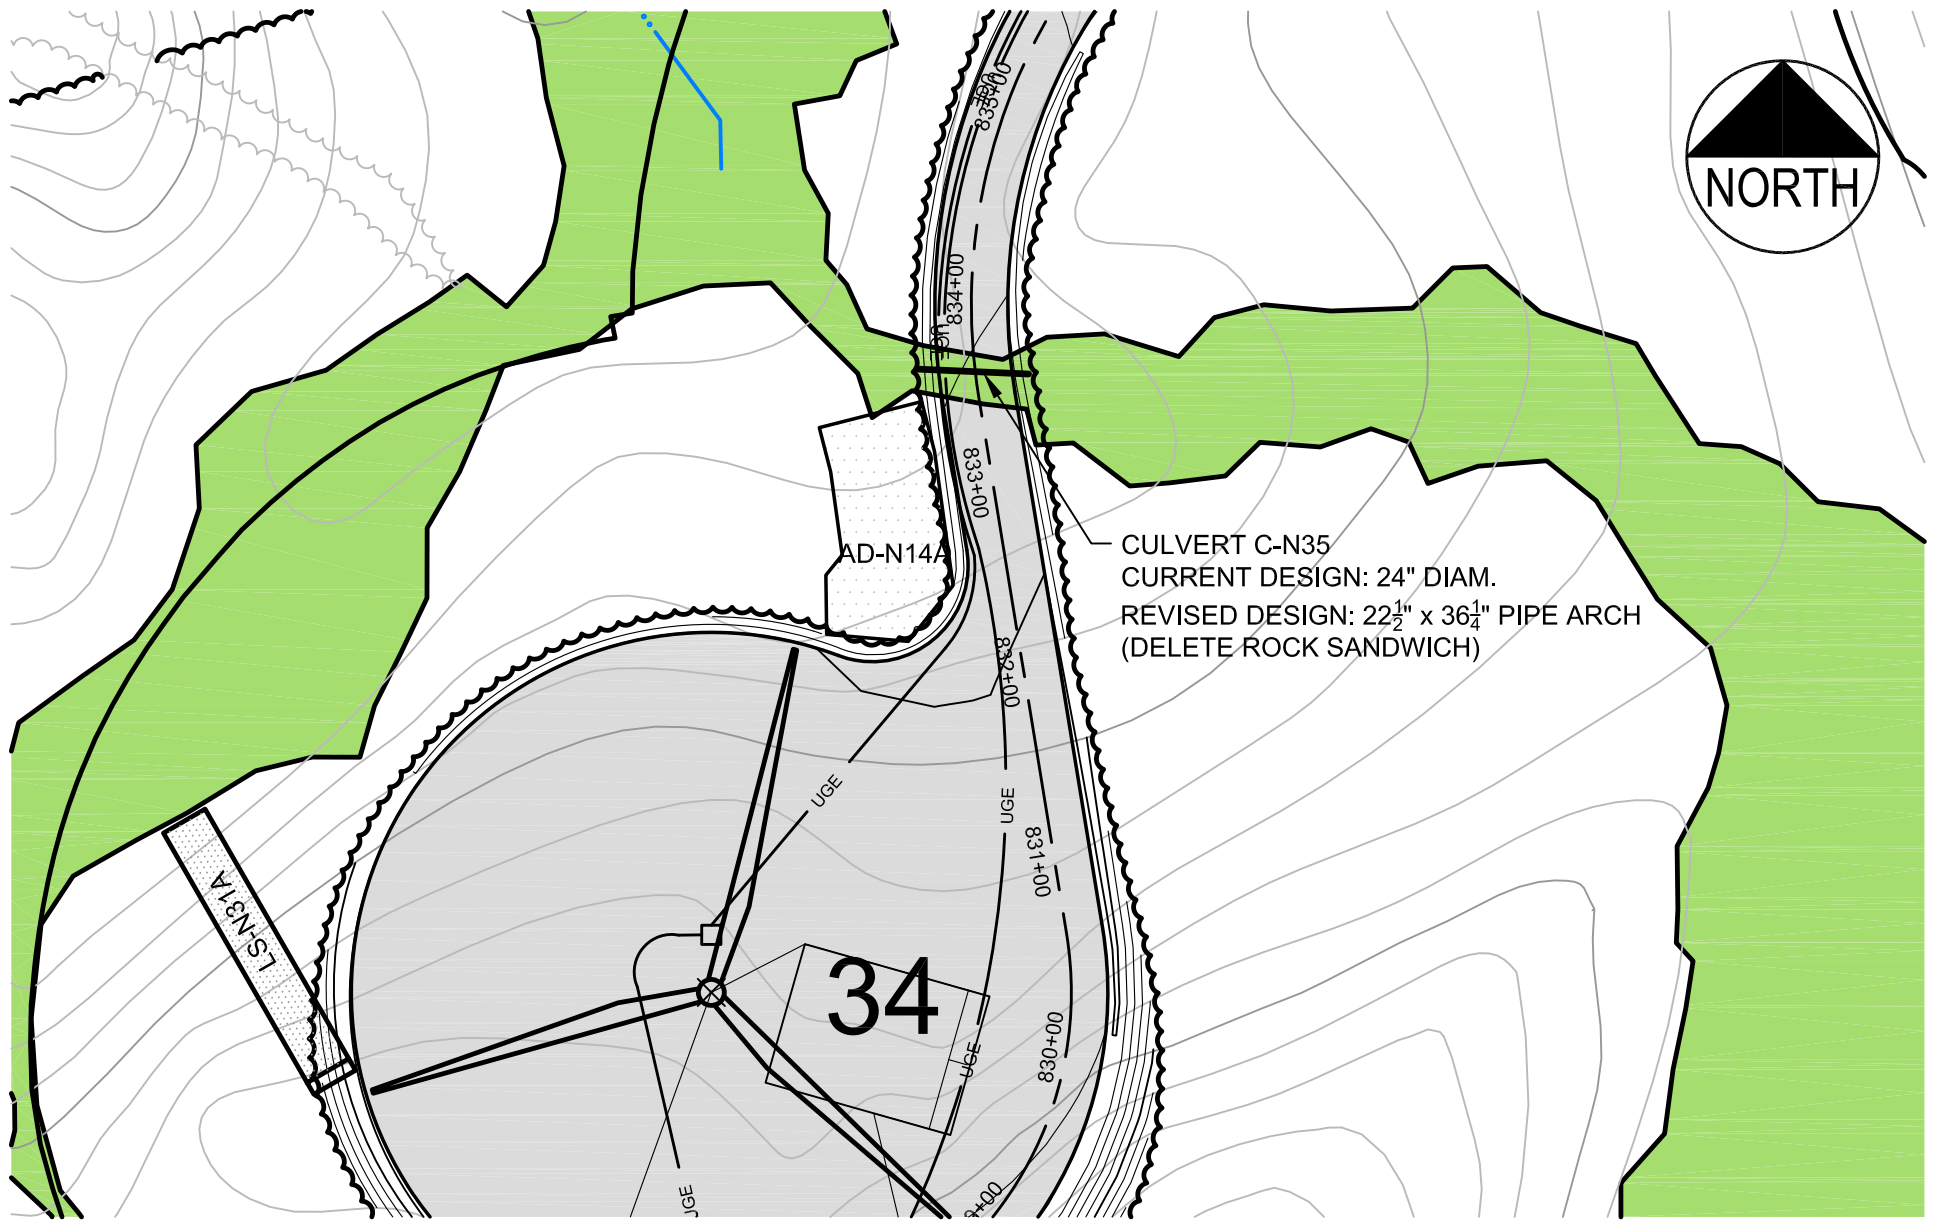 835+00
NORTH
834+00
833+00
AD-N14A
CULVERT C-N35
CURRENT DESIGN: 24" DIAM.
REVISED DESIGN: 22½" x 36¼" PIPE ARCH
(DELETE ROCK SANDWICH)
832+00
UGE
UGE
831+00
LS-N31A
34
830+00
UGE
UGE